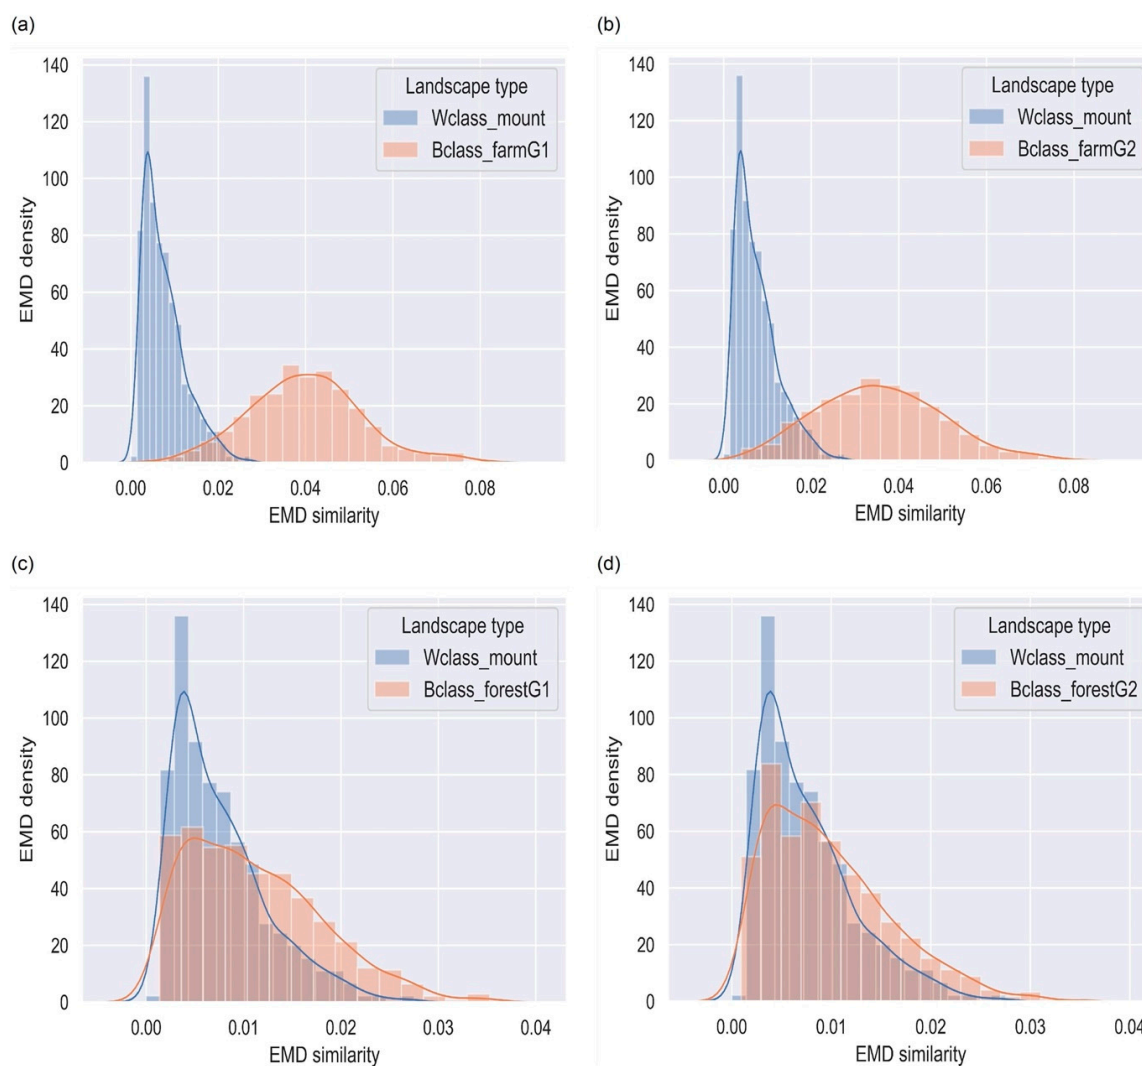 (a)
140
120
100
80
60
40
20
0
EMD density
Landscape type
Wclass_mount
Bclass_farmG1
0.00 0.02 0.04 0.06 0.08
EMD similarity
(b)
140
120
100
80
60
40
20
0
EMD density
Landscape type
Wclass_mount
Bclass_farmG2
0.00 0.02 0.04 0.06 0.08
EMD similarity
(c)
140
120
100
80
60
40
20
0
EMD density
Landscape type
Wclass_mount
Bclass_forestG1
0.00 0.01 0.02 0.03 0.04
EMD similarity
(d)
140
120
100
80
60
40
20
0
EMD density
Landscape type
Wclass_mount
Bclass_forestG2
0.00 0.01 0.02 0.03 0.04
EMD similarity